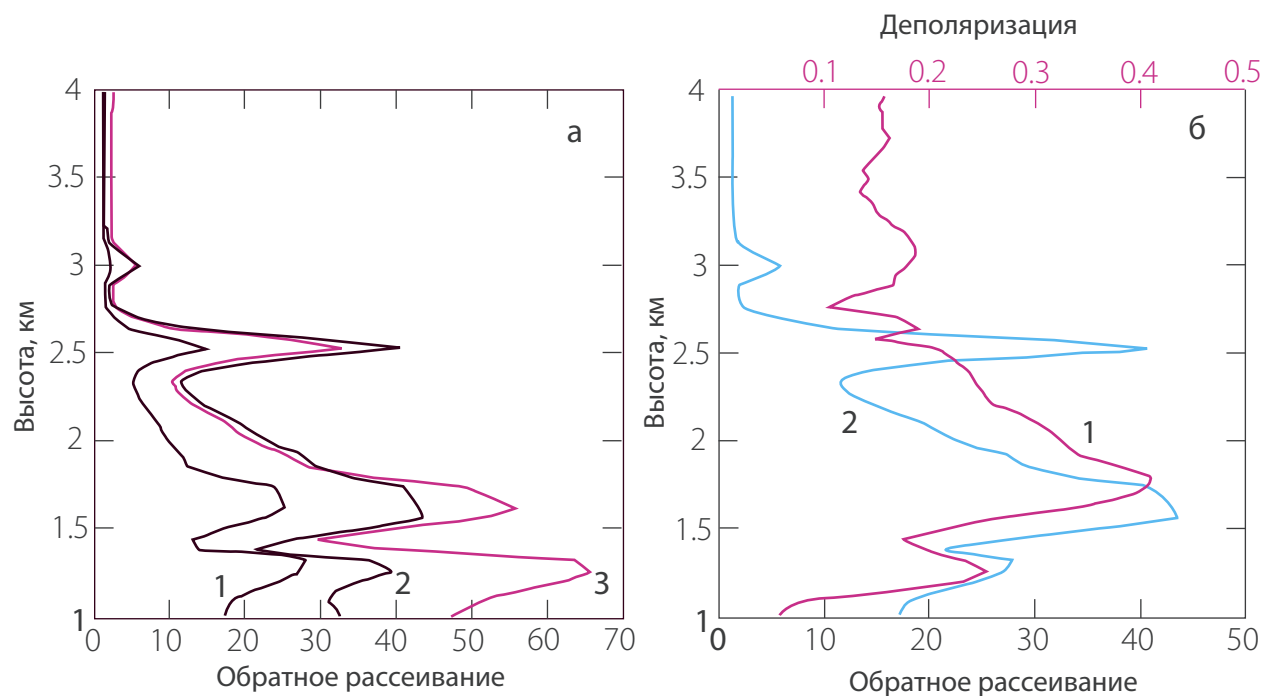 Деполяризация
0.1 0.2 0.3 0.4 0.5
4
3.5
3
2.5
2
1.5
1
Высота, км
а
1
2
3
0 10 20 30 40 50 60 70
Обратное рассеивание
4
3.5
3
2.5
2
1.5
1
Высота, км
б
2
1
0 10 20 30 40 50
Обратное рассеивание